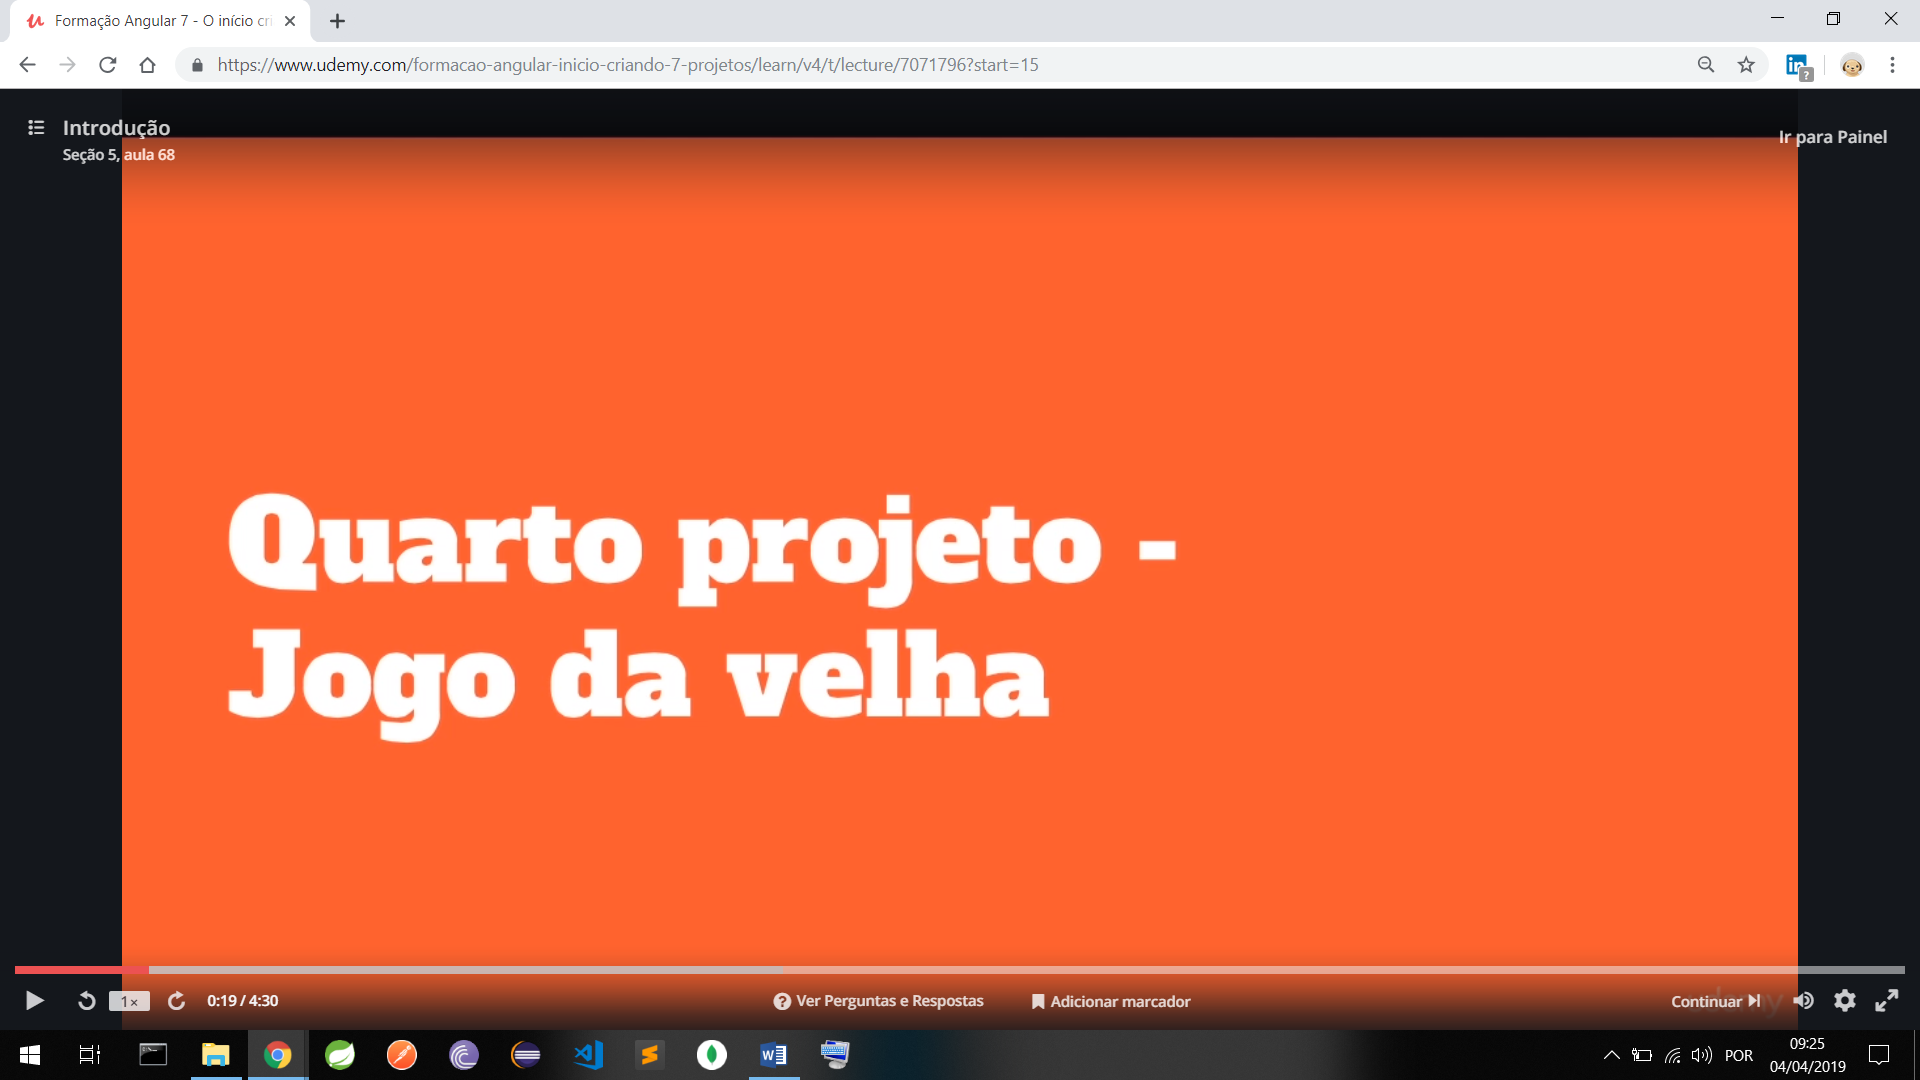 Formação Angular 7 - O início cri
https://www.udemy.com/formacao-angular-inicio-criando-7-projetos/learn/v4/t/lecture/7071796?start=15
Introdução
Seção 5, aula 68
Ir para Painel
Quarto projeto -
Jogo da velha
1×
0:19 / 4:30
Ver Perguntas e Respostas
Adicionar marcador
Continuar
udemy
POR
09:25
04/04/2019